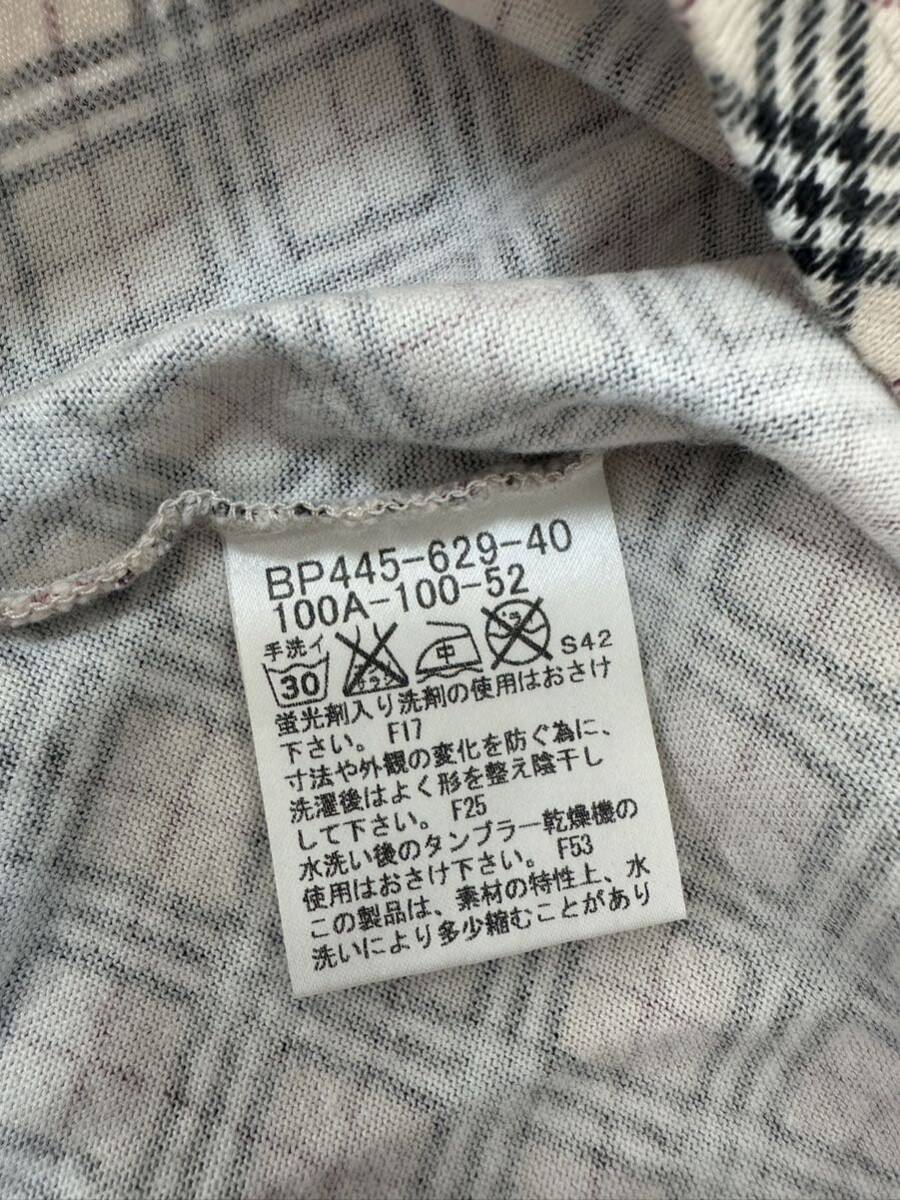 BP445-629-40
100A-100-52
手洗イ
30 中 S42
蛍光剤入り洗剤の使用はおさけ
下さい。 F17
寸法や外観の変化を防ぐ為に、
洗濯後はよく形を整え陰干し
して下さい。 F25
水洗い後のタンブラー乾燥機の
使用はおさけ下さい。 F53
この製品は、素材の特性上、水
洗いにより多少縮むことがあり